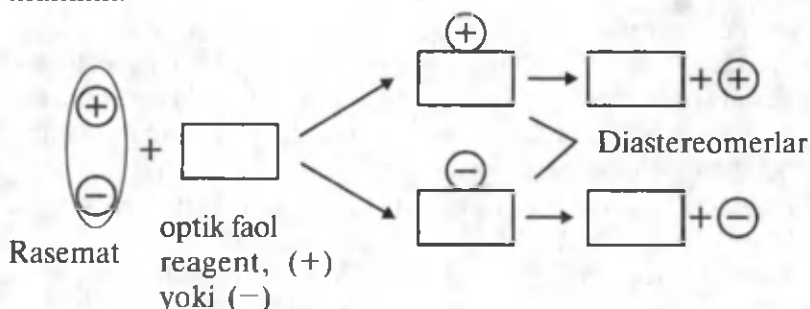 +
+
+
+
Diastereomerlar
+
−
−
+
−
Rasemat
optik faol
reagent, (+)
yoki (−)